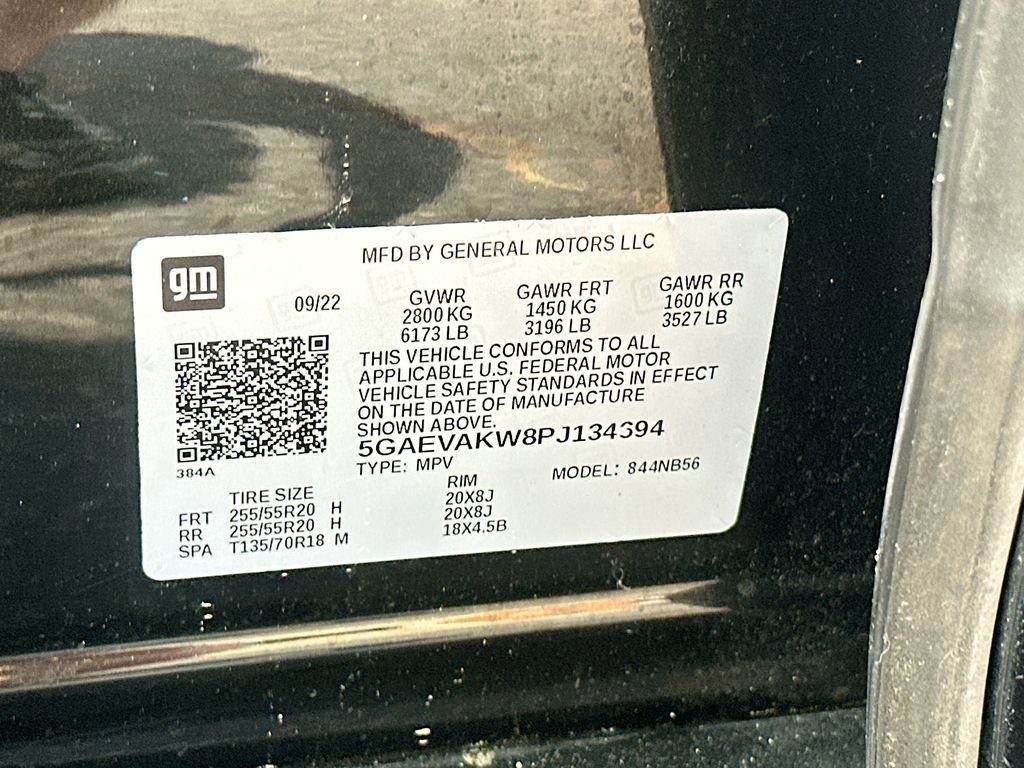 MFD BY GENERAL MOTORS LLC
gm
09/22
GVWR GAWR FRT GAWR RR
2800 KG 1450 KG 1600 KG
6173 LB 3196 LB 3527 LB
THIS VEHICLE CONFORMS TO ALL
APPLICABLE U.S. FEDERAL MOTOR
VEHICLE SAFETY STANDARDS IN EFFECT
ON THE DATE OF MANUFACTURE
SHOWN ABOVE.
5GAEVAKW8PJ134694
384A
TYPE: MPV MODEL: 844NB56
TIRE SIZE RIM
FRT 255/55R20 H 20X8J
RR 255/55R20 H 20X8J
SPA T135/70R18 M 18X4.5B